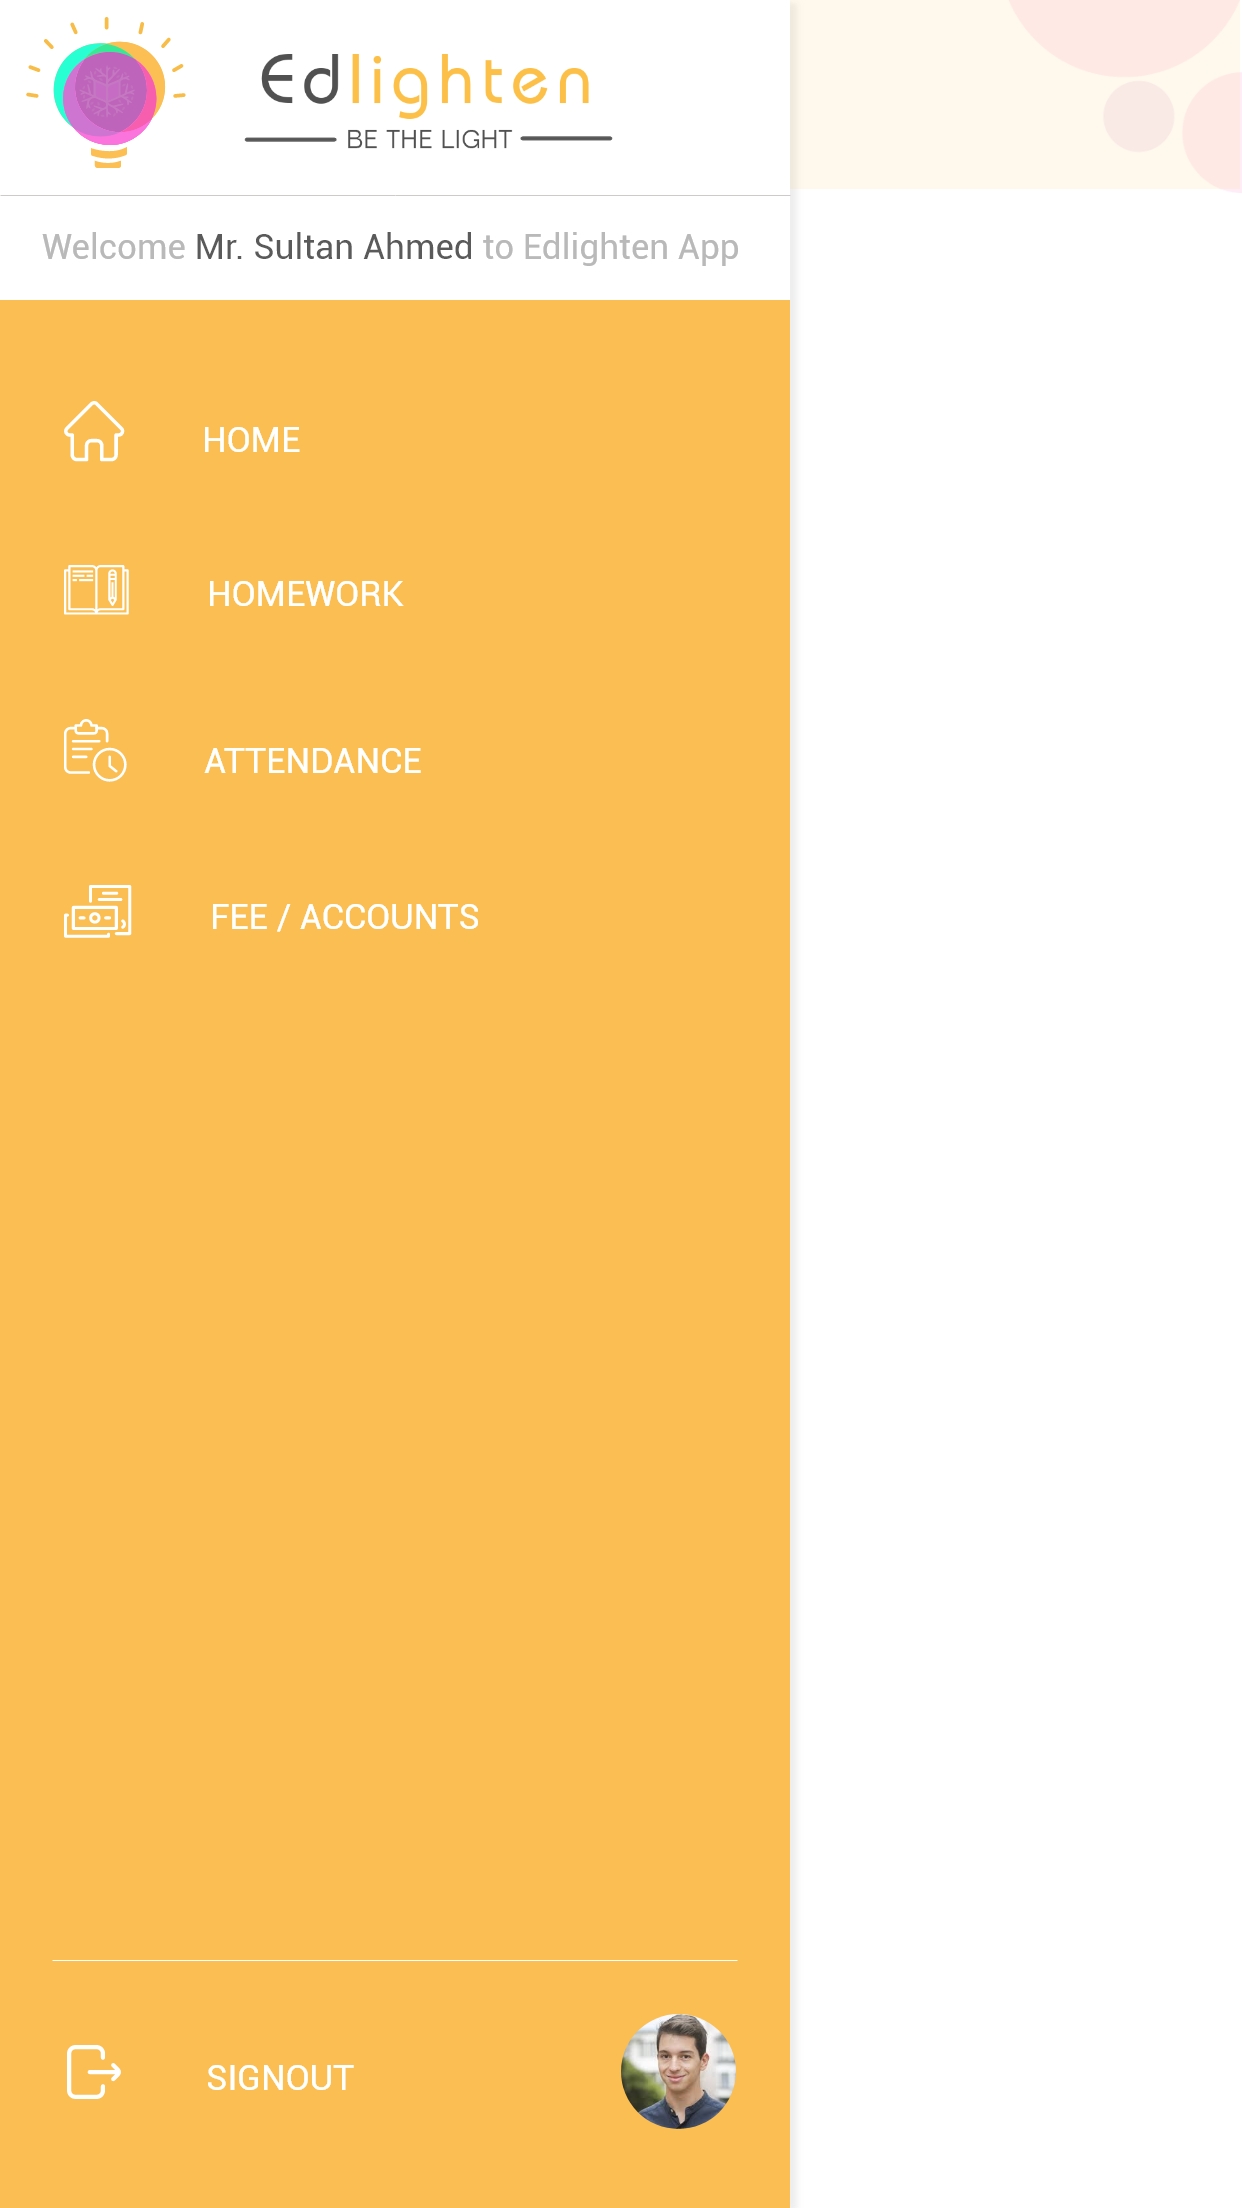 Edlighten
BE THE LIGHT
Welcome Mr. Sultan Ahmed to Edlighten App
HOME
HOMEWORK
ATTENDANCE
FEE / ACCOUNTS
SIGNOUT